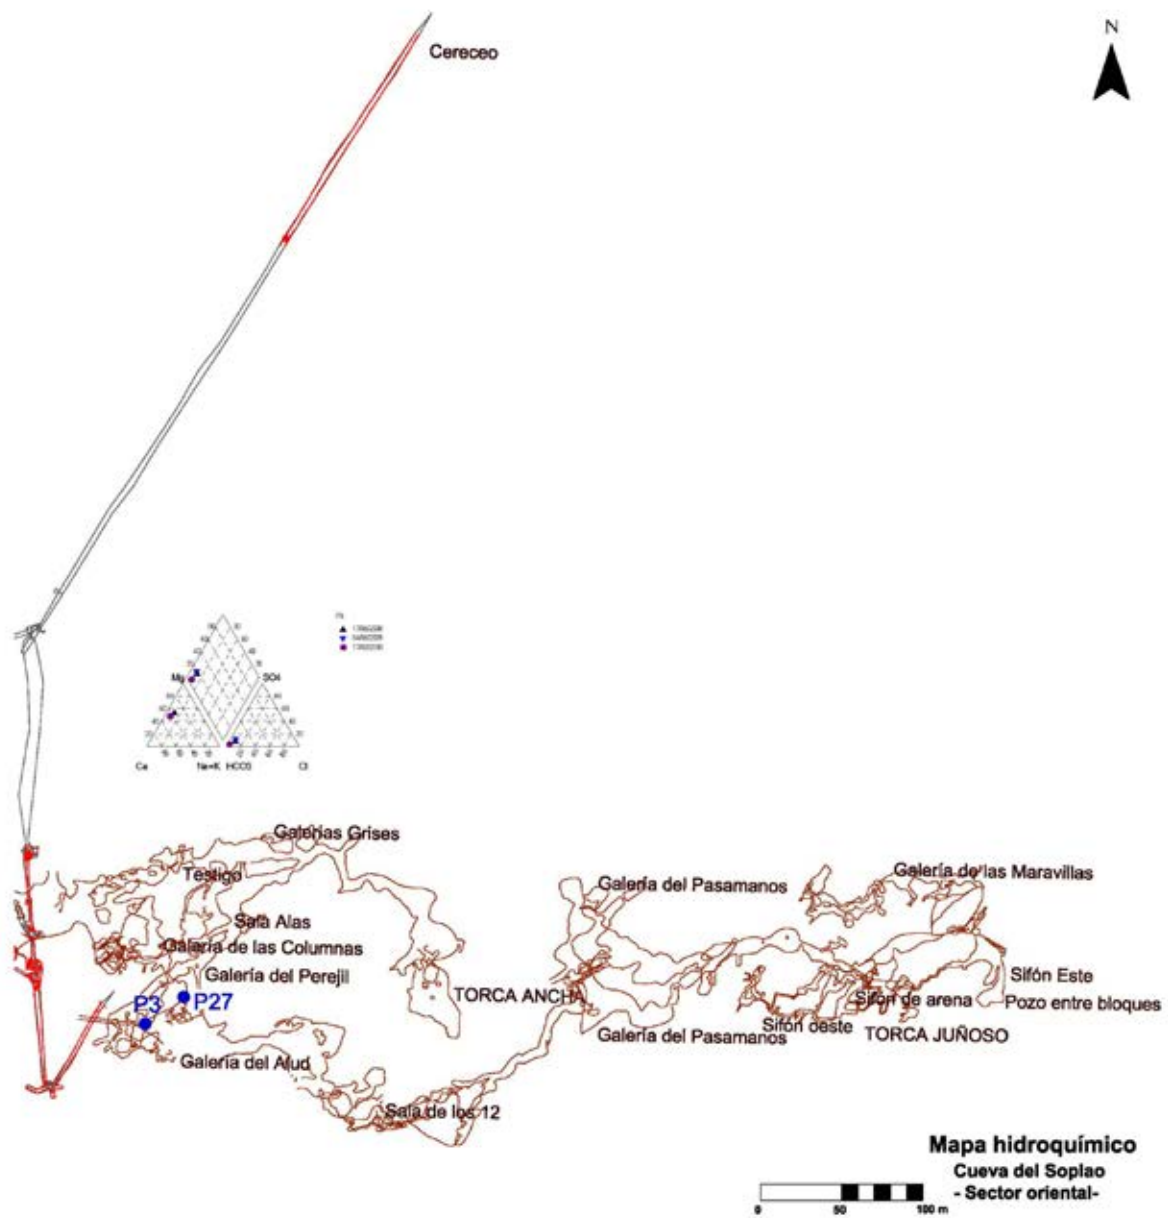 N
Cereceo
Mg
SO4
Ca
Na+K
HCO3
Cl
Galerías Grises
Testigo
Galería del Pasamanos
Galería de las Maravillas
Sala Alas
Galería de las Columnas
Galería del Perejil
Sifón Este
P3
P27
TORCA ANCHA
Sifón de arena
Pozo entre bloques
Sifón oeste
Galería del Pasamanos
TORCA JUÑOSO
Galería del Alud
Sala de los 12
Mapa hidroquímico
Cueva del Soplao
- Sector oriental-
0 50 100 m